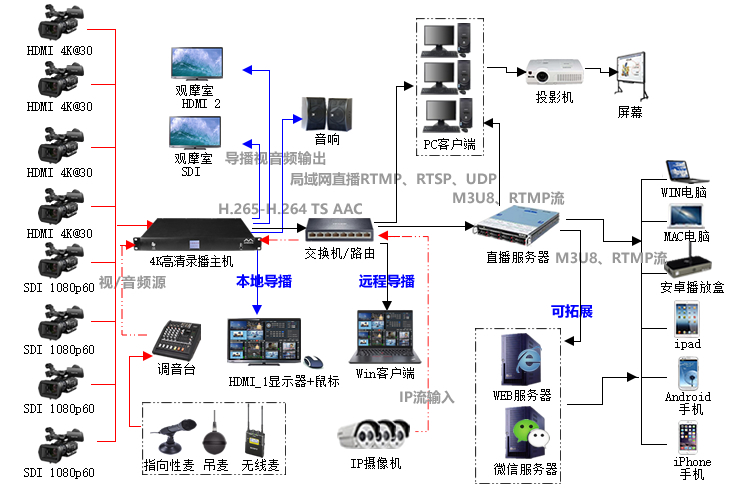 HDMI 4K@30
HDMI 4K@30
HDMI 4K@30
HDMI 4K@30
SDI 1080p60
SDI 1080p60
SDI 1080p60
SDI 1080p60
观摩室
HDMI 2
观摩室
SDI
音响
导播视音频输出
H.265-H.264 TS AAC
局域网直播RTMP、RTSP、UDP
M3U8、RTMP流
PC客户端
投影机
屏幕
4K高清录播主机
视/音频源
交换机/路由
直播服务器
M3U8、RTMP流
本地导播
远程导播
可拓展
调音台
HDMI_1显示器+鼠标
Win客户端
IP流输入
指向性麦
吊麦
无线麦
IP摄像机
WEB服务器
微信服务器
WIN电脑
MAC电脑
安卓播放盒
ipad
Android
手机
iPhone
手机